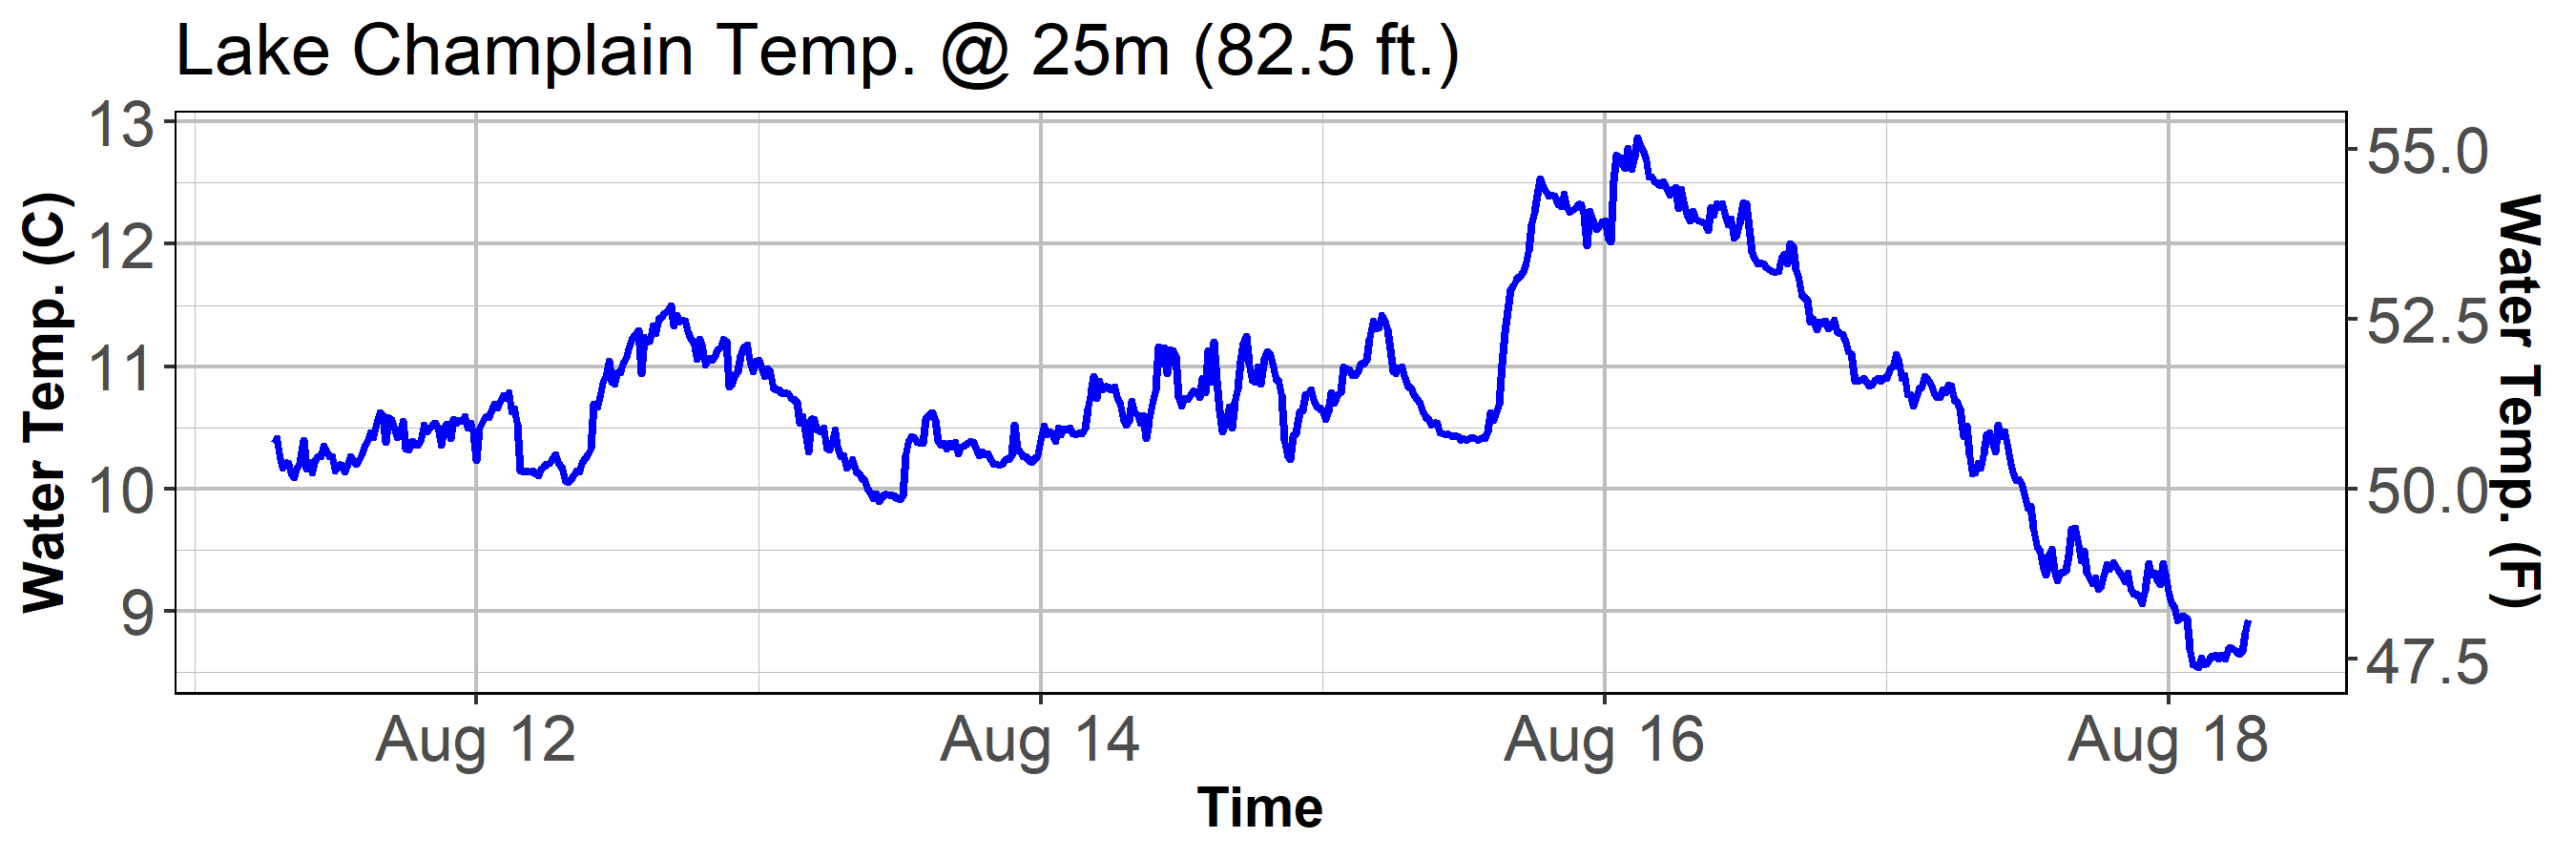 Lake Champlain Temp. @ 25m (82.5 ft.)
Water Temp. (C)
13
12
11
10
9
55.0
52.5
50.0
47.5
Water Temp. (F)
Aug 12
Aug 14
Aug 16
Aug 18
Time